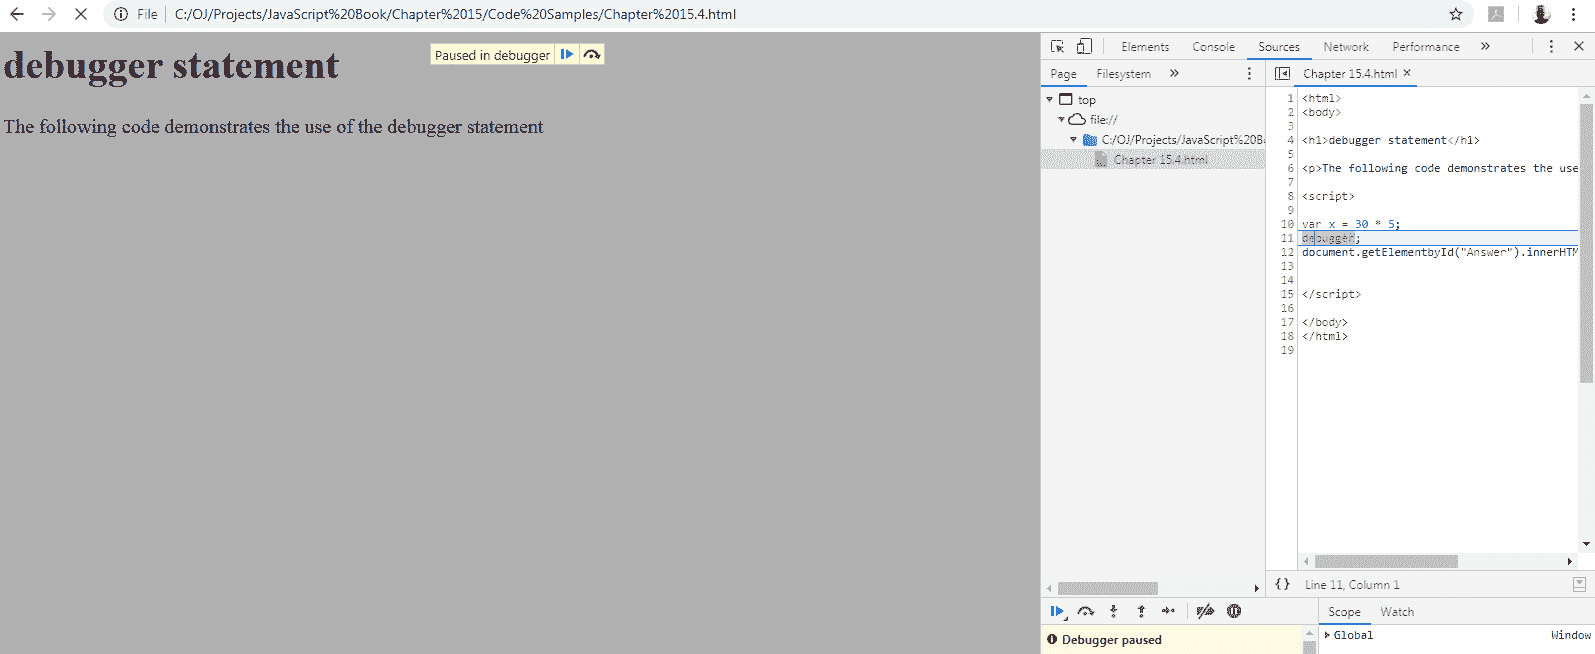 File C:/OJ/Projects/JavaScript%20Book/Chapter%2015/Code%20Samples/Chapter%2015.4.html
debugger statement
Paused in debugger
The following code demonstrates the use of the debugger statement
Elements Console Sources Network Performance »
Page Filesystem »
Chapter 15.4.html ×
top
file://
C:/OJ/Projects/JavaScript%20B
Chapter 15.4.html
1 <html>
2 <body>
3
4 <h1>debugger statement</h1>
5
6 <p>The following code demonstrates the use
7
8 <script>
9
10 var x = 30 * 5;
11 debugger;
12 document.getElementbyId("Answer").innerHTM
13
14
15 </script>
16
17 </body>
18 </html>
19
{} Line 11, Column 1
Scope Watch
Debugger paused
Global Window